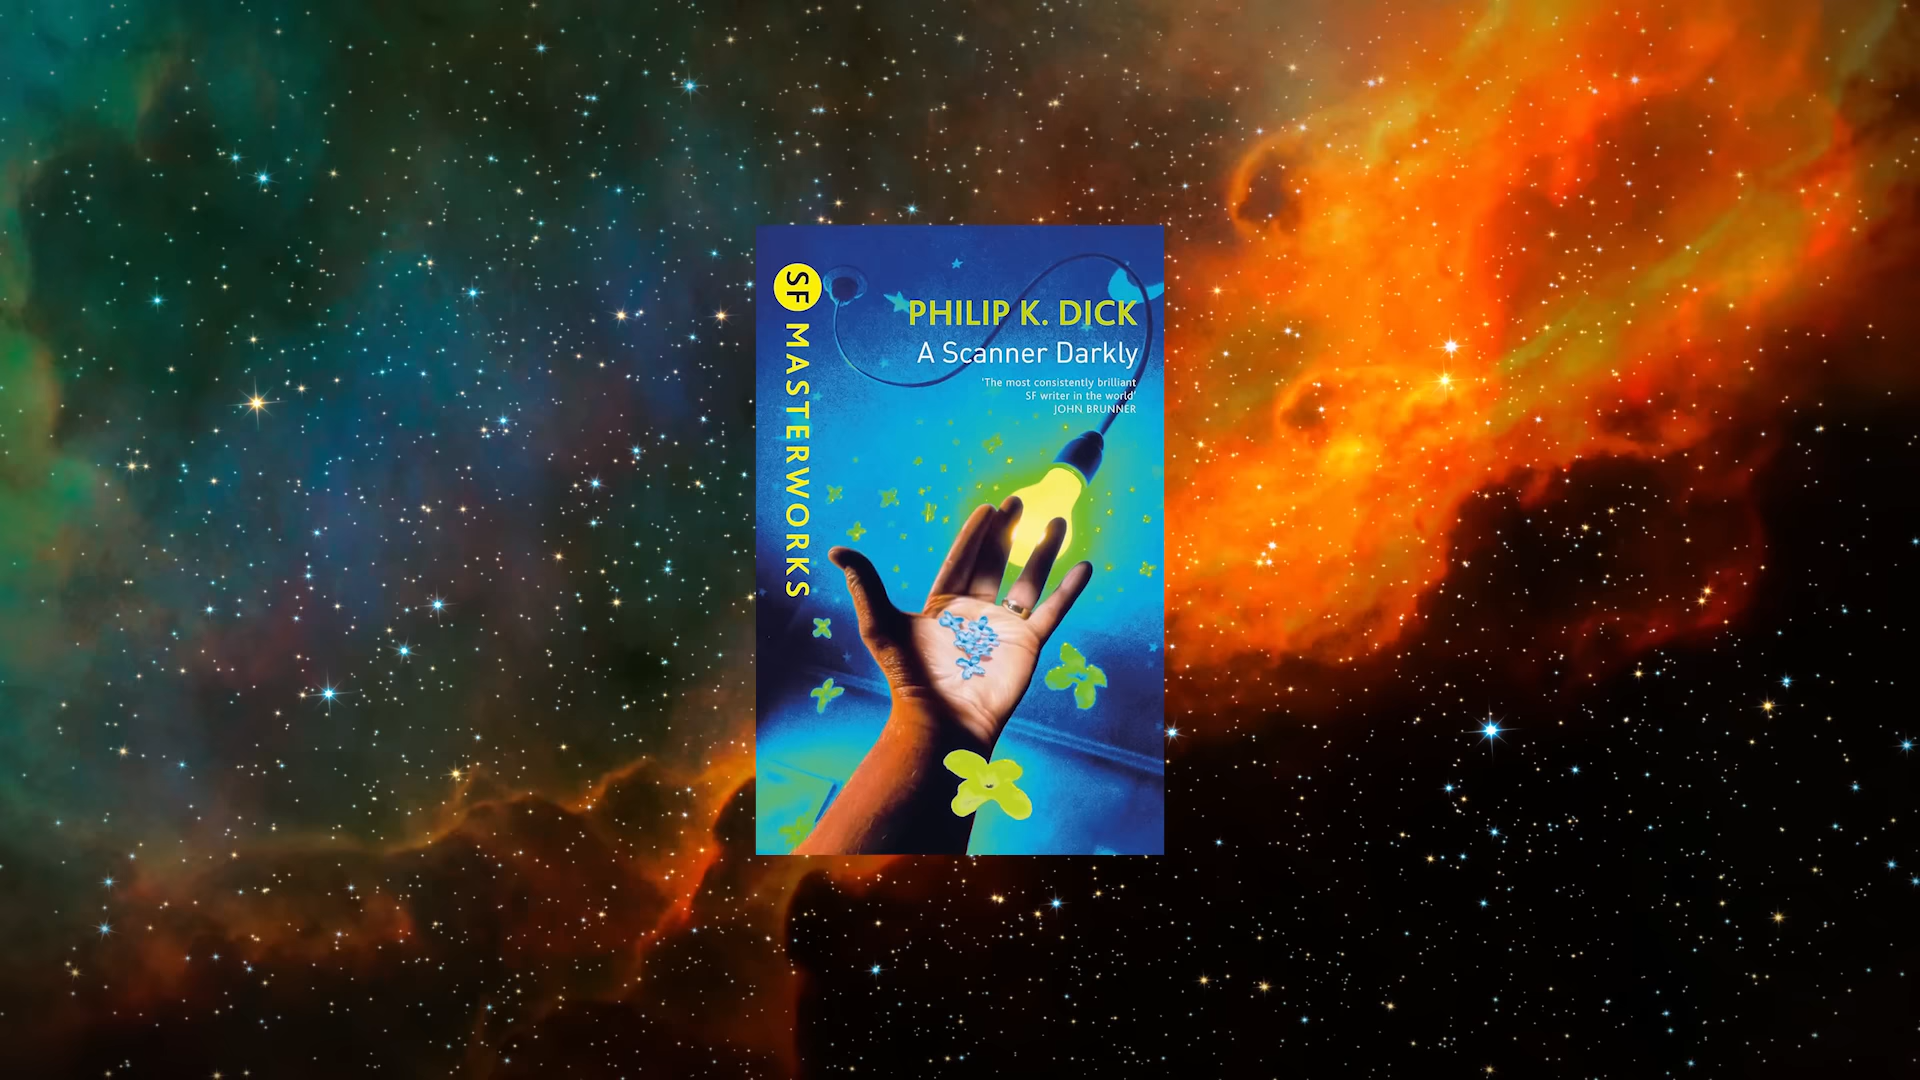 SF MASTERWORKS
PHILIP K. DICK
A Scanner Darkly
'The most consistently brilliant
SF writer in the world'
JOHN BRUNNER